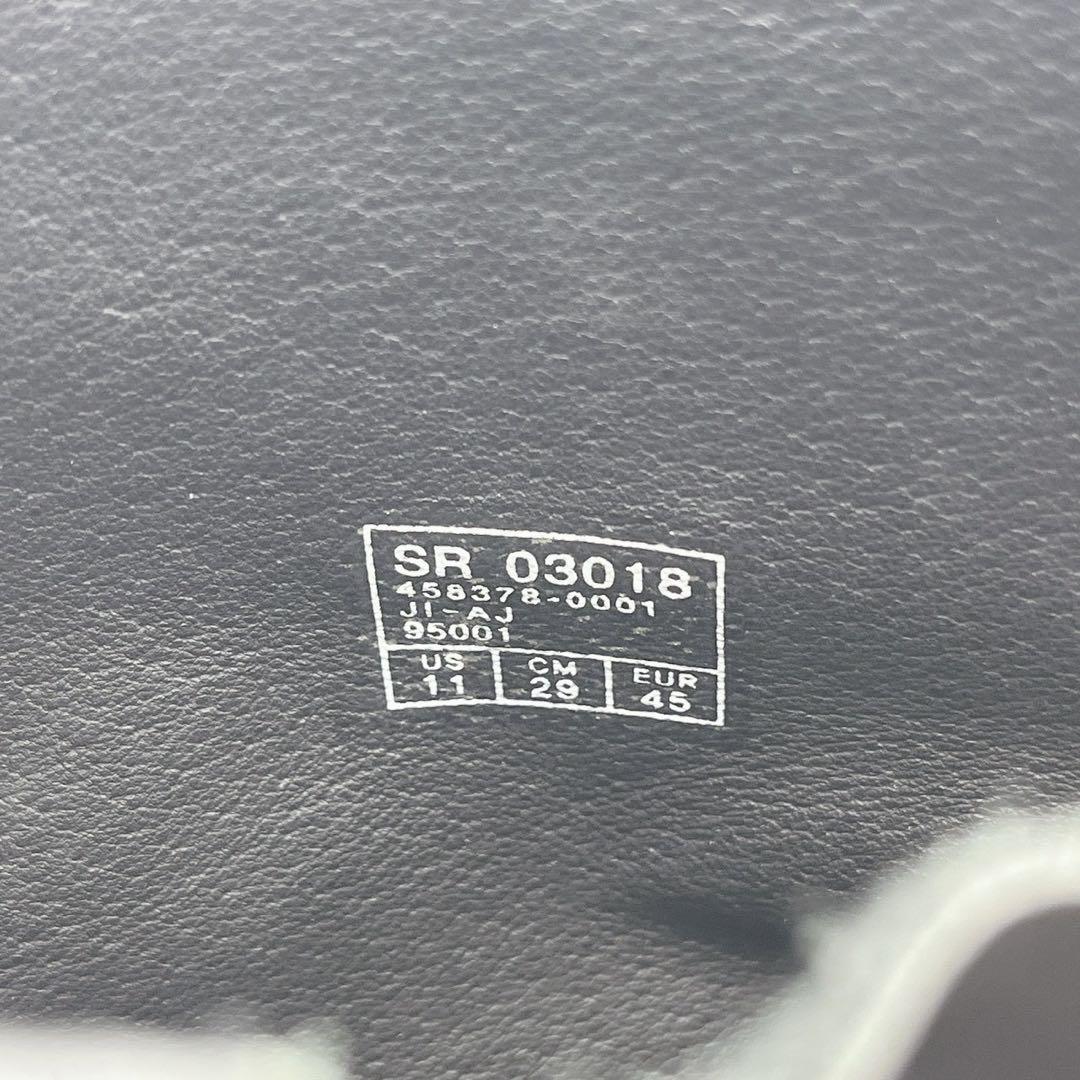 SR 03018
458378-0001
JI-AJ
95001
US CM EUR
11 29 45